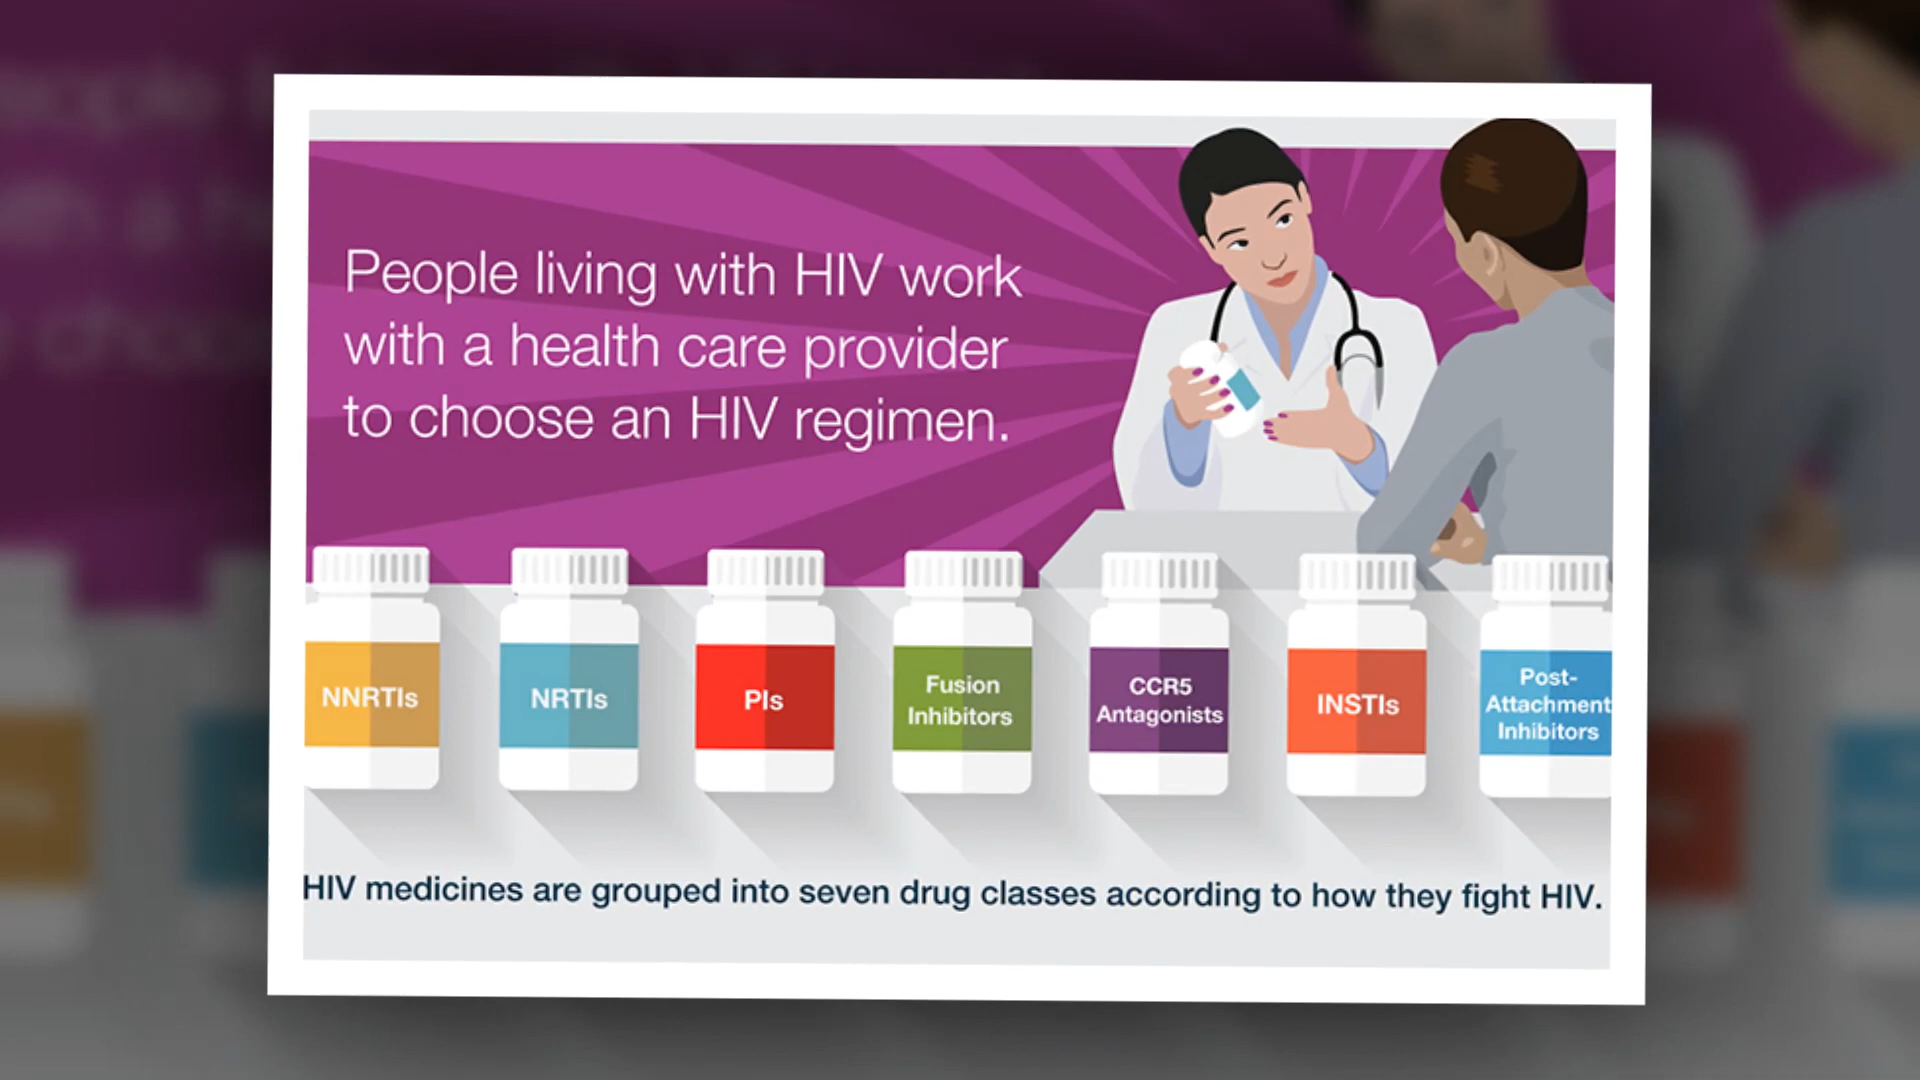 People living with HIV work
with a health care provider
to choose an HIV regimen.
NNRTIs
NRTIs
PIs
Fusion
Inhibitors
CCR5
Antagonists
INSTIs
Post-
Attachment
Inhibitors
HIV medicines are grouped into seven drug classes according to how they fight HIV.